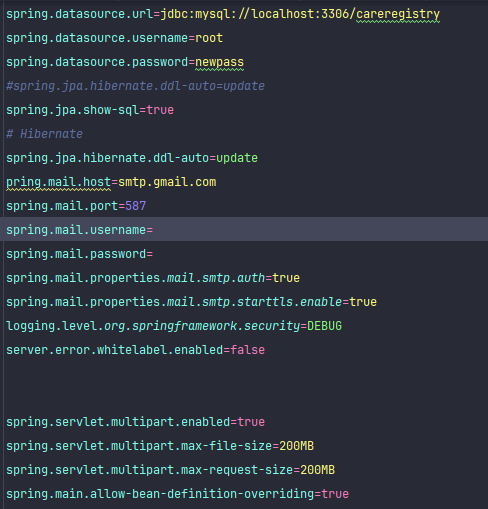 spring.datasource.url=jdbc:mysql://localhost:3306/careregistry
spring.datasource.username=root
spring.datasource.password=newpass
#spring.jpa.hibernate.ddl-auto=update
spring.jpa.show-sql=true
# Hibernate
spring.jpa.hibernate.ddl-auto=update
pring.mail.host=smtp.gmail.com
spring.mail.port=587
spring.mail.username=
spring.mail.password=
spring.mail.properties.mail.smtp.auth=true
spring.mail.properties.mail.smtp.starttls.enable=true
logging.level.org.springframework.security=DEBUG
server.error.whitelabel.enabled=false
spring.servlet.multipart.enabled=true
spring.servlet.multipart.max-file-size=200MB
spring.servlet.multipart.max-request-size=200MB
spring.main.allow-bean-definition-overriding=true